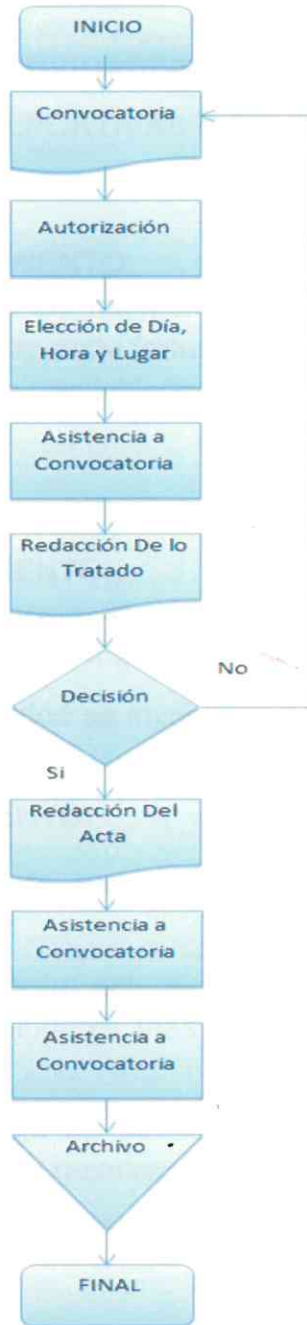 INICIO
Convocatoria
Autorización
Elección de Día,
Hora y Lugar
Asistencia a
Convocatoria
Redacción De lo
Tratado
Decisión
No
Si
Redacción Del
Acta
Asistencia a
Convocatoria
Asistencia a
Convocatoria
Archivo
FINAL